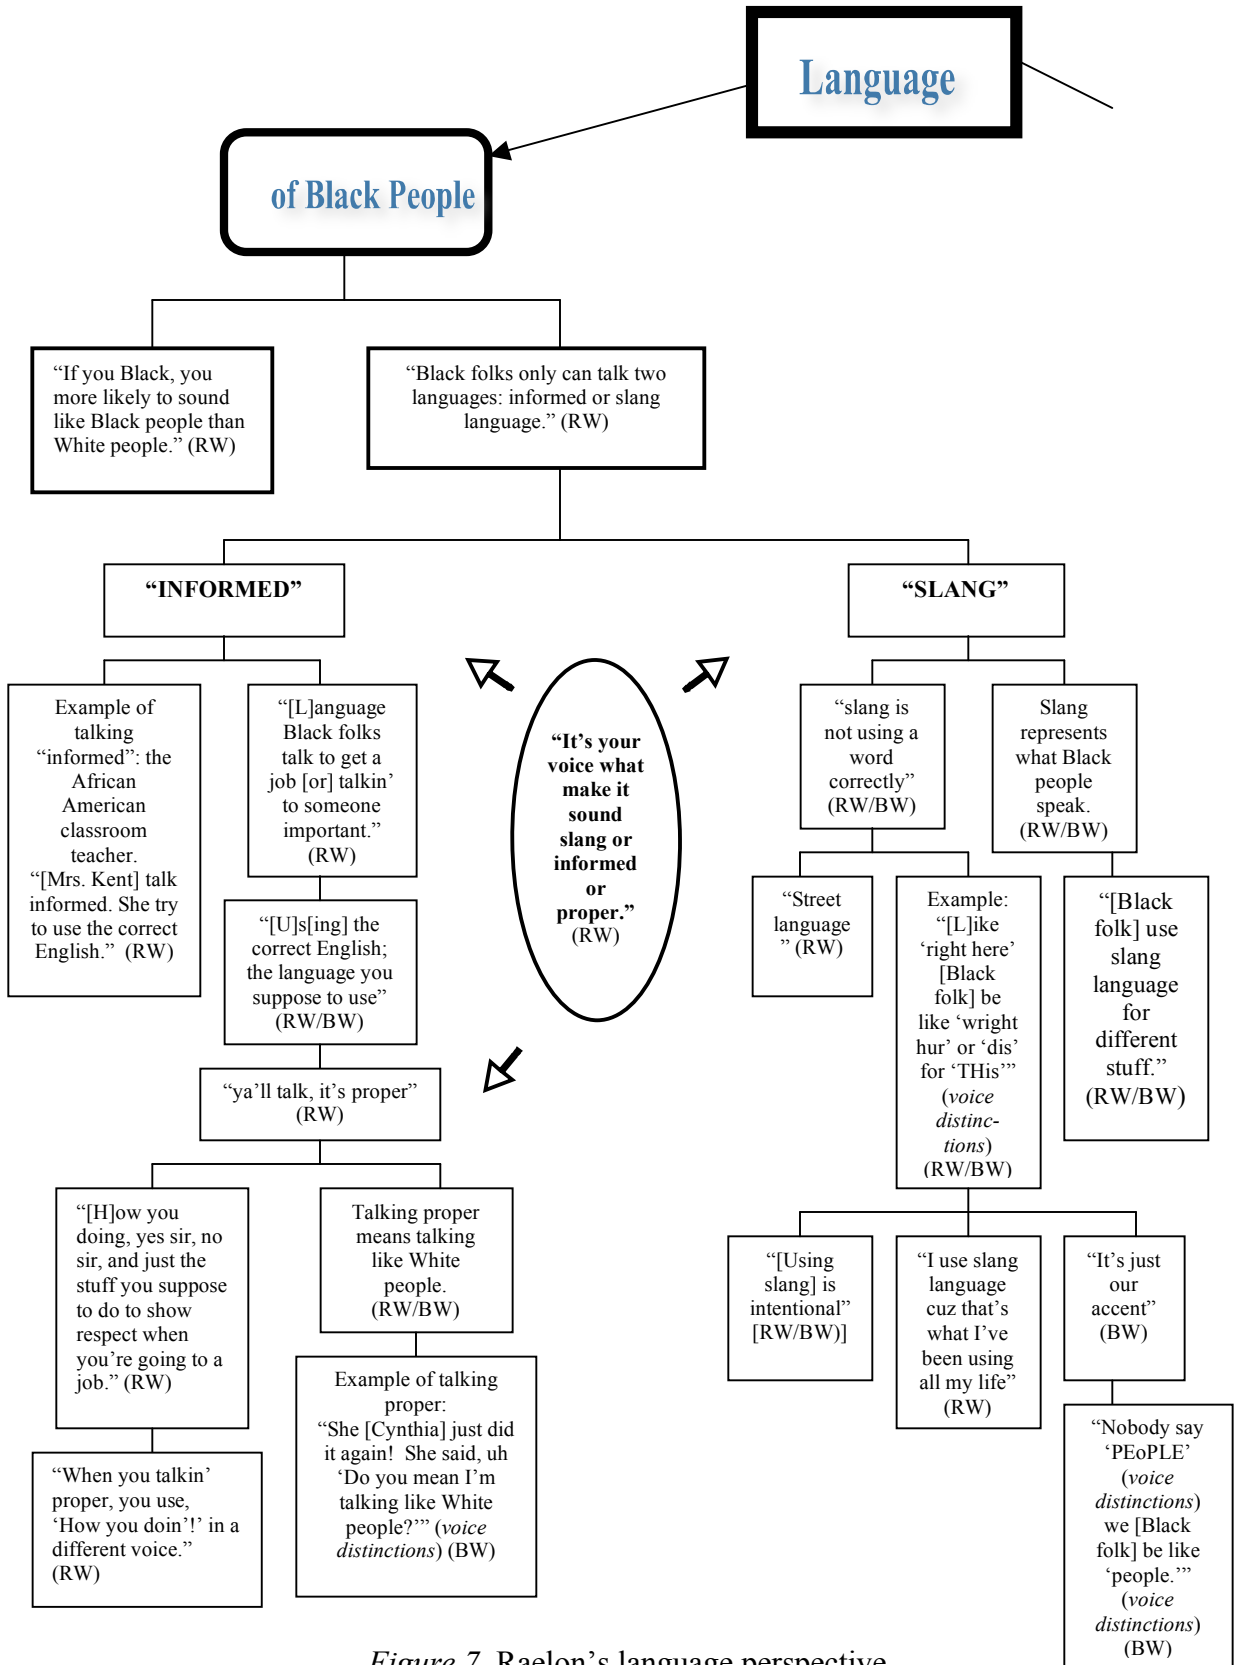 Language
of Black People
“If you Black, you
more likely to sound
like Black people than
White people.” (RW)
“Black folks only can talk two
languages: informed or slang
language.” (RW)
“INFORMED”
“SLANG”
Example of
talking
“informed”: the
African
American
classroom
teacher.
“[Mrs. Kent] talk
informed. She try
to use the correct
English.” (RW)
“[L]anguage
Black folks
talk to get a
job [or] talkin’
to someone
important.”
(RW)
“[U]s[ing] the
correct English;
the language you
suppose to use”
(RW/BW)
“ya’ll talk, it’s proper”
(RW)
“[H]ow you
doing, yes sir, no
sir, and just the
stuff you suppose
to do to show
respect when
you’re going to a
job.” (RW)
“When you talkin’
proper, you use,
‘How you doin’!’ in a
different voice.”
(RW)
Talking proper
means talking
like White
people.
(RW/BW)
Example of talking
proper:
“She [Cynthia] just did
it again! She said, uh
‘Do you mean I’m
talking like White
people?’” (voice
distinctions) (BW)
“It’s your
voice what
make it
sound
slang or
informed
or
proper.”
(RW)
“slang is
not using a
word
correctly”
(RW/BW)
Slang
represents
what Black
people
speak.
(RW/BW)
“Street
language
” (RW)
Example:
“[L]ike
‘right here’
[Black
folk] be
like ‘wright
hur’ or ‘dis’
for ‘THis’”
(voice
distinc-
tions)
(RW/BW)
“[Black
folk] use
slang
language
for
different
stuff.”
(RW/BW)
“[Using
slang] is
intentional”
[RW/BW)]
“I use slang
language
cuz that’s
what I’ve
been using
all my life”
(RW)
“It’s just
our
accent”
(BW)
“Nobody say
‘PEoPLE’
(voice
distinctions)
we [Black
folk] be like
‘people.’”
(voice
distinctions)
(BW)
Figure 7. Raelon’s language perspective